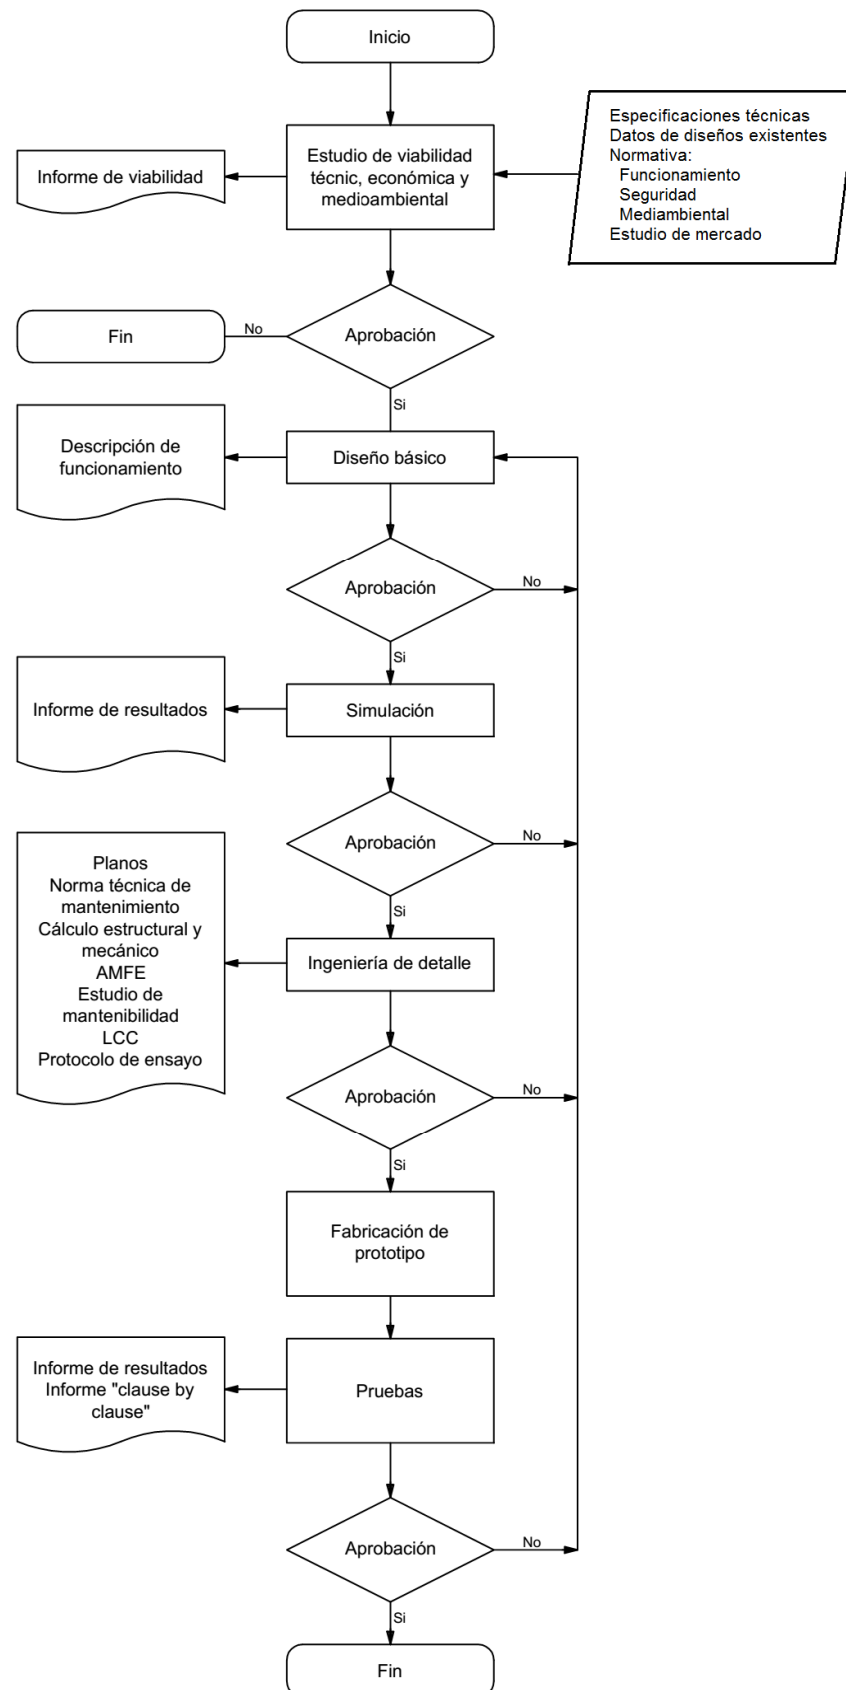 Inicio
Especificaciones técnicas
Datos de diseños existentes
Normativa:
Funcionamiento
Seguridad
Mediambiental
Estudio de mercado
Estudio de viabilidad
técnic, económica y
medioambiental
Informe de viabilidad
Aprobación
No
Fin
Si
Diseño básico
Descripción de
funcionamiento
Aprobación
No
Si
Simulación
Informe de resultados
Aprobación
No
Si
Ingeniería de detalle
Planos
Norma técnica de
mantenimiento
Cálculo estructural y
mecánico
AMFE
Estudio de
mantenibilidad
LCC
Protocolo de ensayo
Aprobación
No
Si
Fabricación de
prototipo
Pruebas
Informe de resultados
Informe "clause by
clause"
Aprobación
No
Si
Fin